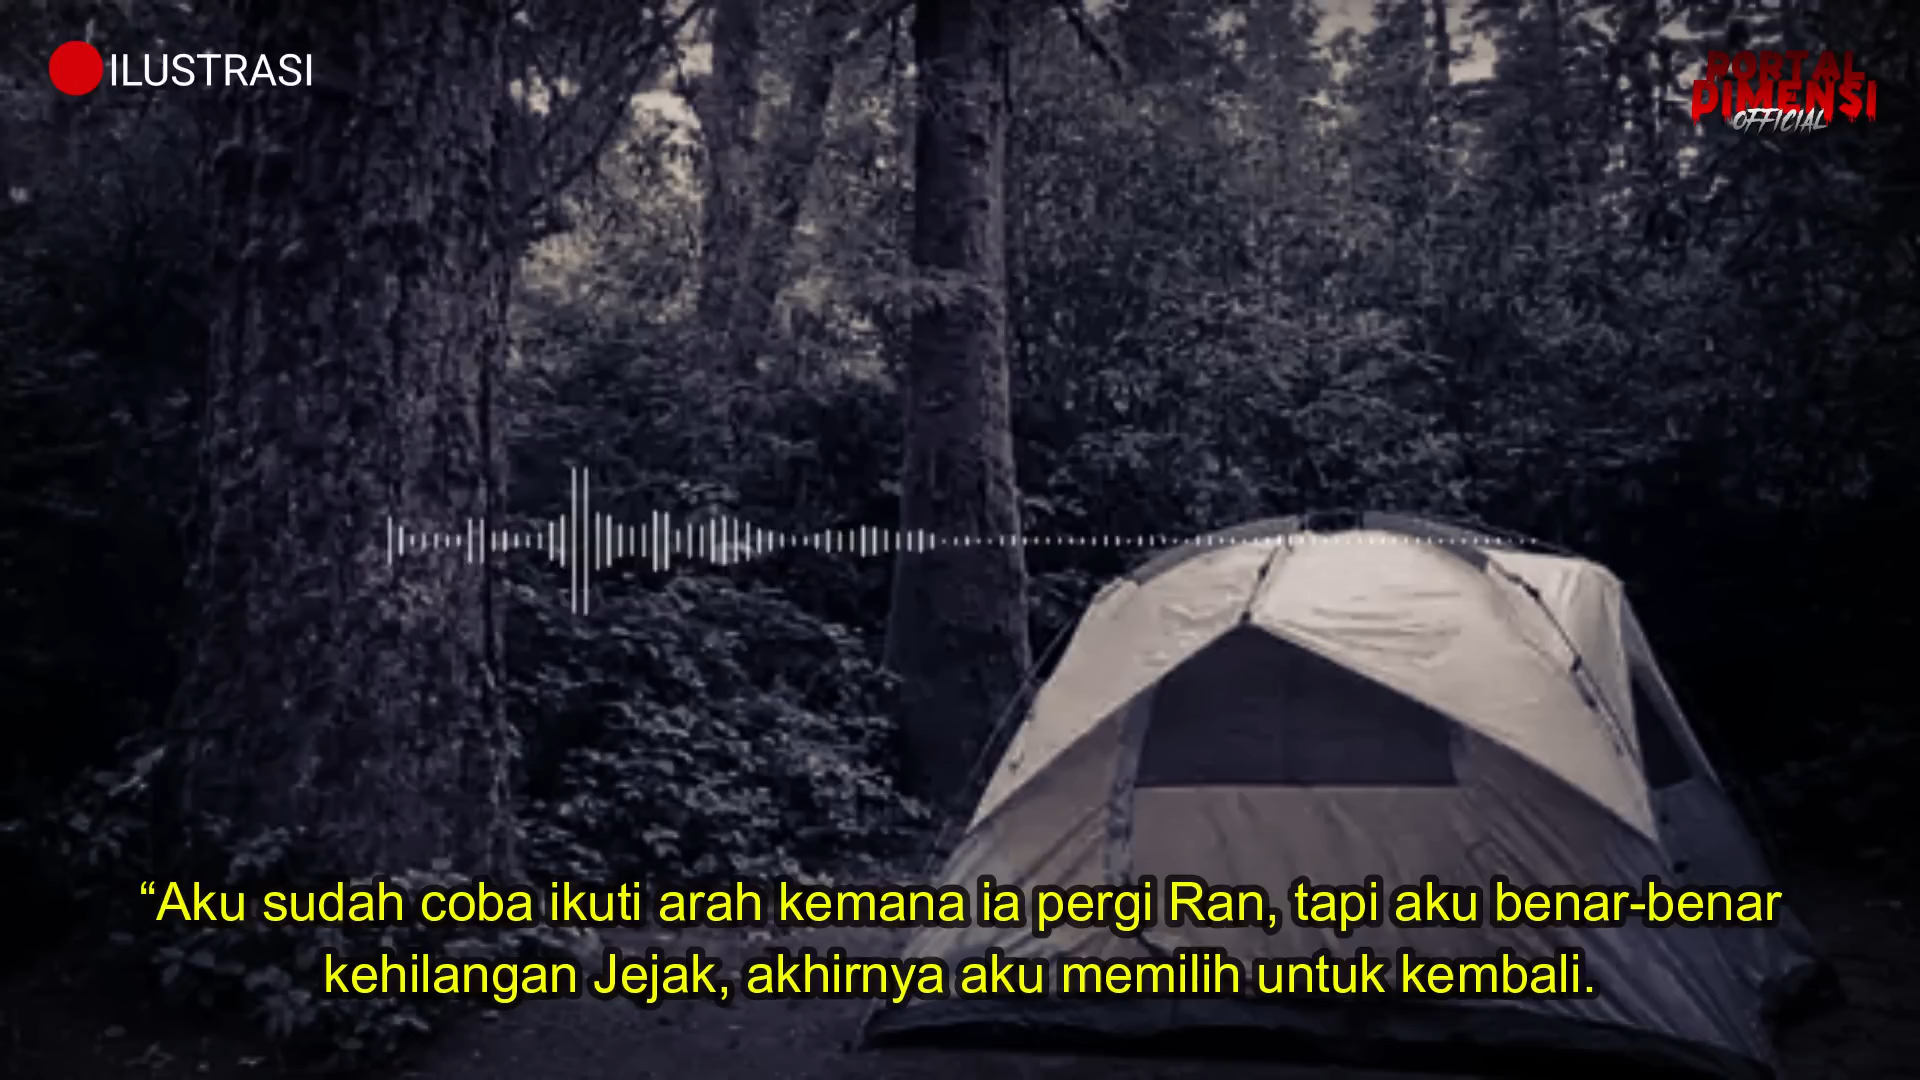 ILUSTRASI
PORTAL
DIMENSI
OFFICIAL
“Aku sudah coba ikuti arah kemana ia pergi Ran, tapi aku benar-benar
kehilangan Jejak, akhirnya aku memilih untuk kembali.